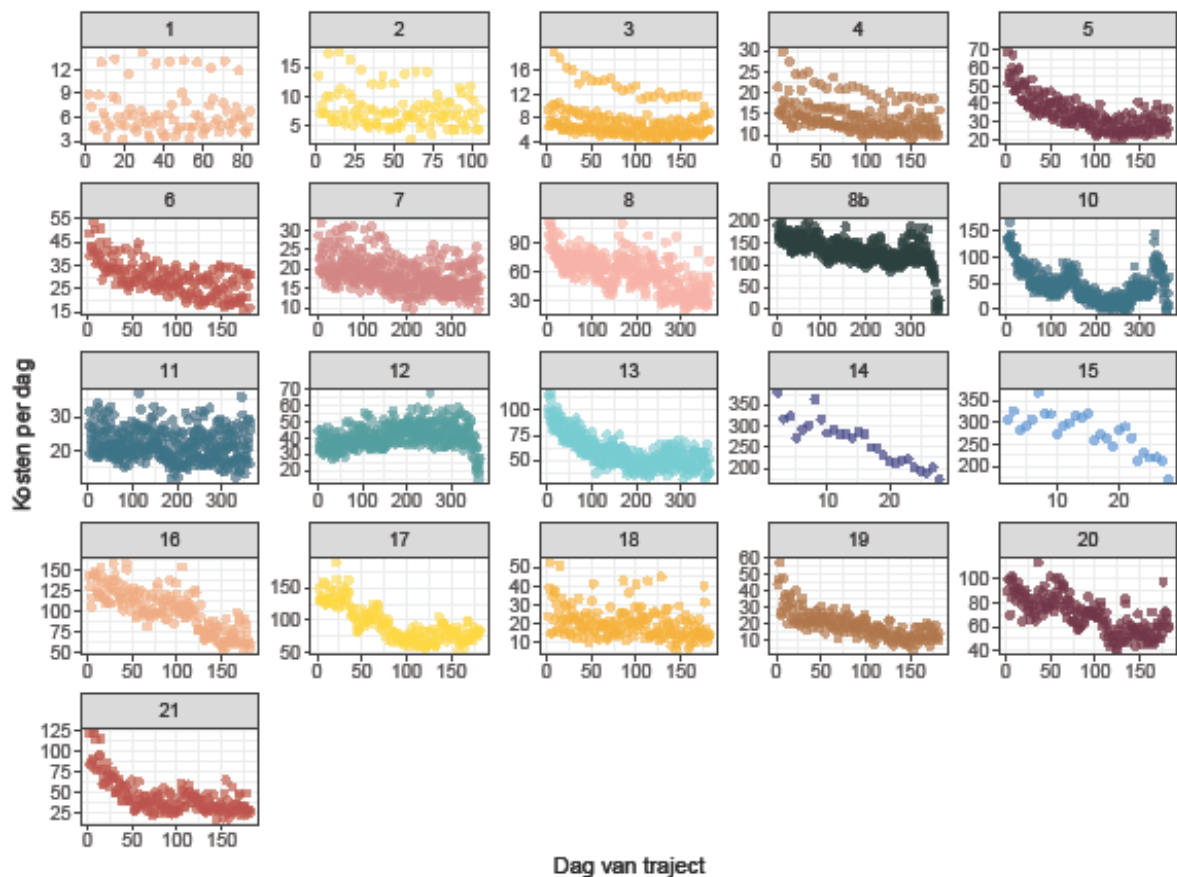 1 2 3 4 5
12 9 6 3
0 20 40 60 80
15 10 5
0 25 50 75 100
16 12 8 4
0 50 100 150
30 25 20 15 10
0 50 100 150
70 60 50 40 30 20
0 50 100 150
6 7 8 8b 10
55 45 35 25 15
0 50 100 150
30 25 20 15 10
0 100 200 300
90 60 30
0 100 200 300
200 150 100 50 0
0 100 200 300
150 100 50 0
0 100 200 300
Kosten per dag
11 12 13 14 15
30 20
0 100 200 300
70 60 50 40 30 20
0 100 200 300
100 75 50
0 100 200 300
350 300 250 200
10 20
350 300 250 200
10 20
16 17 18 19 20
150 125 100 75 50
0 50 100 150
150 100 50
0 50 100 150
50 40 30 20 10
0 50 100 150
60 50 40 30 20 10
0 50 100 150
100 80 60 40
0 50 100 150
21
125 100 75 50 25
0 50 100 150
Dag van traject